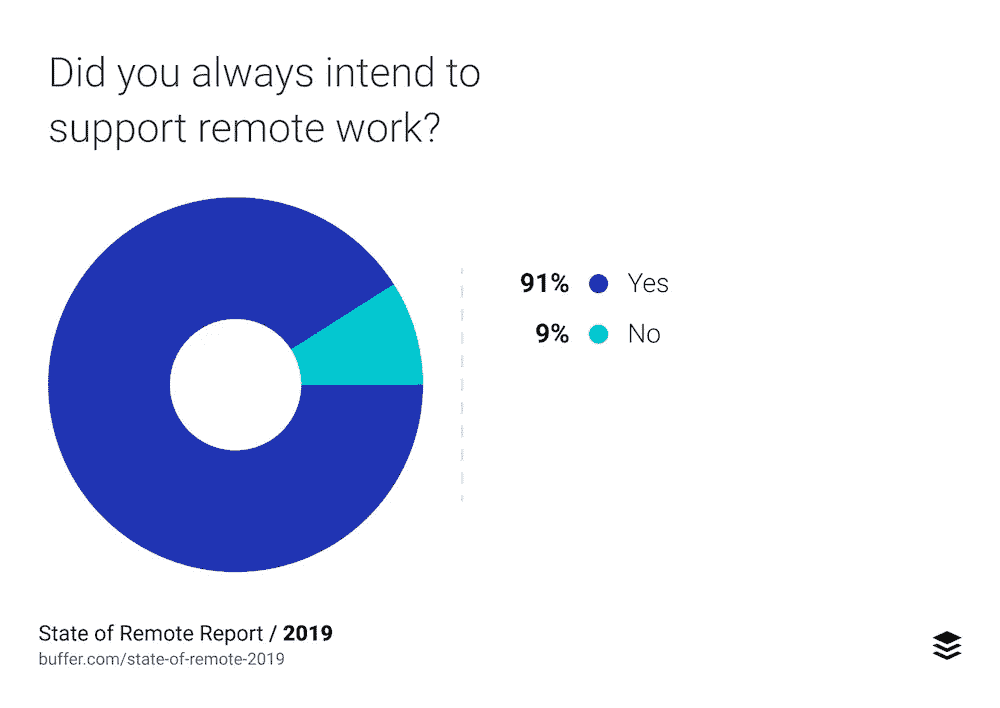 Did you always intend to
support remote work?
91% Yes
9% No
State of Remote Report / 2019
buffer.com/state-of-remote-2019